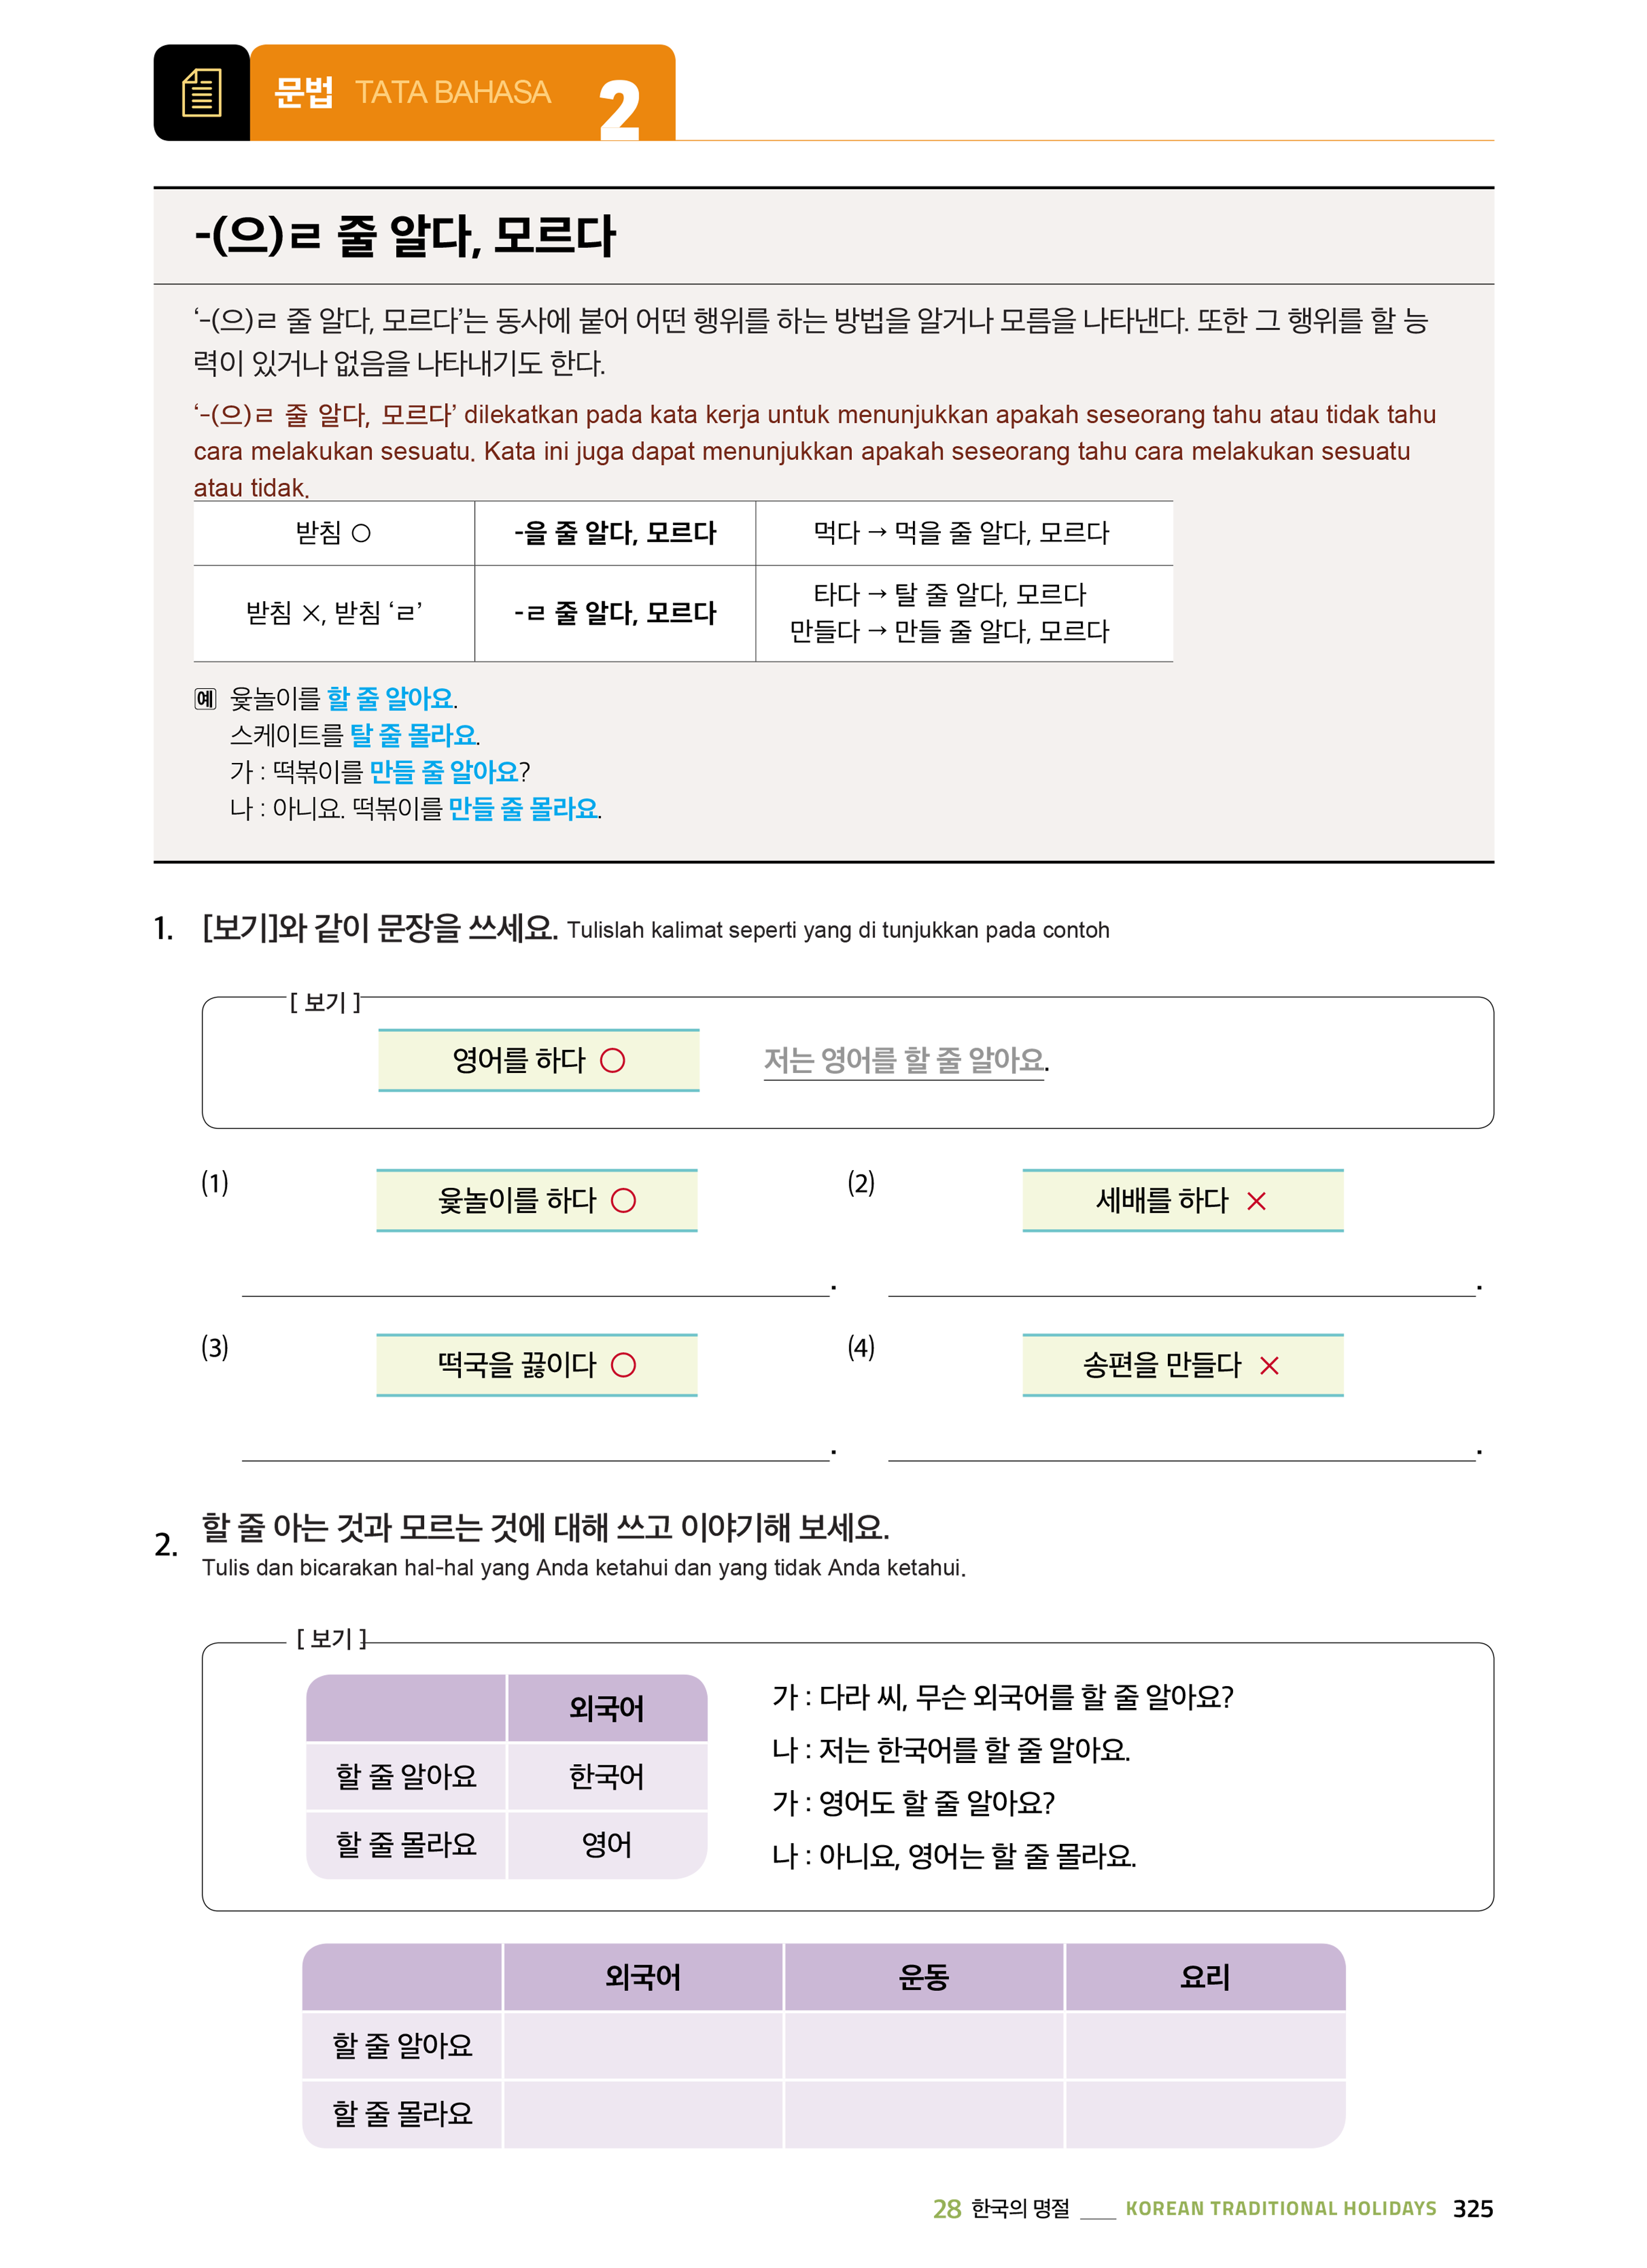 문법 TATA BAHASA 2
-(으)ㄹ 줄 알다, 모르다
‘-(으)ㄹ 줄 알다, 모르다’는 동사에 붙어 어떤 행위를 하는 방법을 알거나 모름을 나타낸다. 또한 그 행위를 할 능
력이 있거나 없음을 나타내기도 한다.
‘-(으)ㄹ 줄 알다, 모르다’ dilekatkan pada kata kerja untuk menunjukkan apakah seseorang tahu atau tidak tahu
cara melakukan sesuatu. Kata ini juga dapat menunjukkan apakah seseorang tahu cara melakukan sesuatu
atau tidak.
받침 ○ -을 줄 알다, 모르다 먹다 → 먹을 줄 알다, 모르다
받침 ×, 받침 ‘ㄹ’ -ㄹ 줄 알다, 모르다 타다 → 탈 줄 알다, 모르다
만들다 → 만들 줄 알다, 모르다
예 윷놀이를 할 줄 알아요.
스케이트를 탈 줄 몰라요.
가 : 떡볶이를 만들 줄 알아요?
나 : 아니요. 떡볶이를 만들 줄 몰라요.
1. [보기]와 같이 문장을 쓰세요. Tulislah kalimat seperti yang di tunjukkan pada contoh
[ 보기 ]
영어를 하다 ○ 저는 영어를 할 줄 알아요.
(1) 윷놀이를 하다 ○ (2) 세배를 하다 ×
. .
(3) 떡국을 끓이다 ○ (4) 송편을 만들다 ×
. .
2. 할 줄 아는 것과 모르는 것에 대해 쓰고 이야기해 보세요.
Tulis dan bicarakan hal-hal yang Anda ketahui dan yang tidak Anda ketahui.
[ 보기 ]
외국어
할 줄 알아요 한국어
할 줄 몰라요 영어
가 : 다라 씨, 무슨 외국어를 할 줄 알아요?
나 : 저는 한국어를 할 줄 알아요.
가 : 영어도 할 줄 알아요?
나 : 아니요, 영어는 할 줄 몰라요.
외국어 운동 요리
할 줄 알아요
할 줄 몰라요
28 한국의 명절 ___ KOREAN TRADITIONAL HOLIDAYS 325